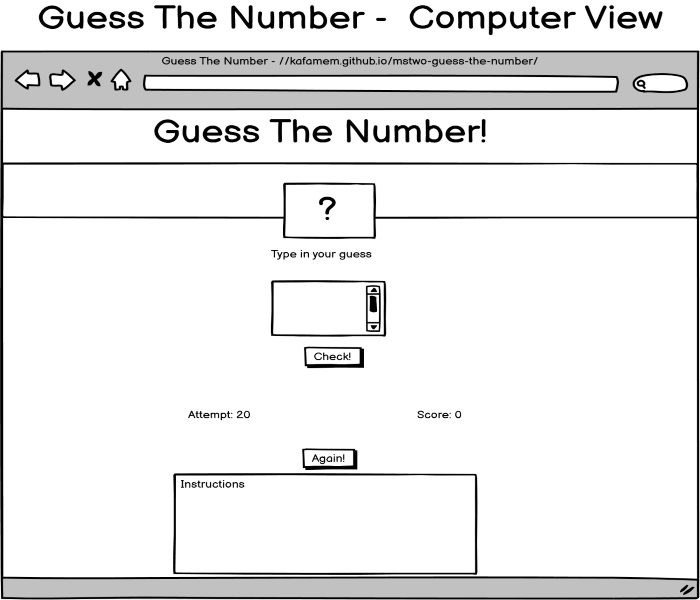 Guess The Number - Computer View
Guess The Number - //kafamem.github.io/mstwo-guess-the-number/
Guess The Number!
?
Type in your guess
Check!
Attempt: 20 Score: 0
Again!
Instructions